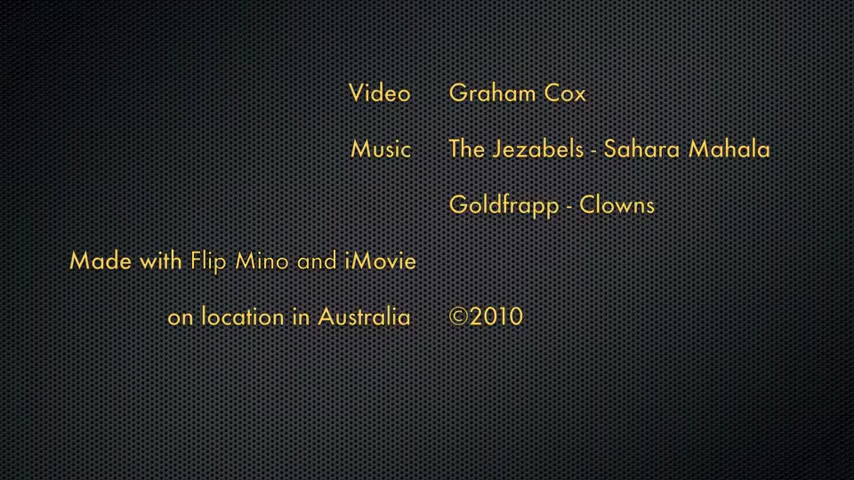 Video Graham Cox
Music The Jezabels - Sahara Mahala
Goldfrapp - Clowns
Made with Flip Mino and iMovie
on location in Australia ©2010